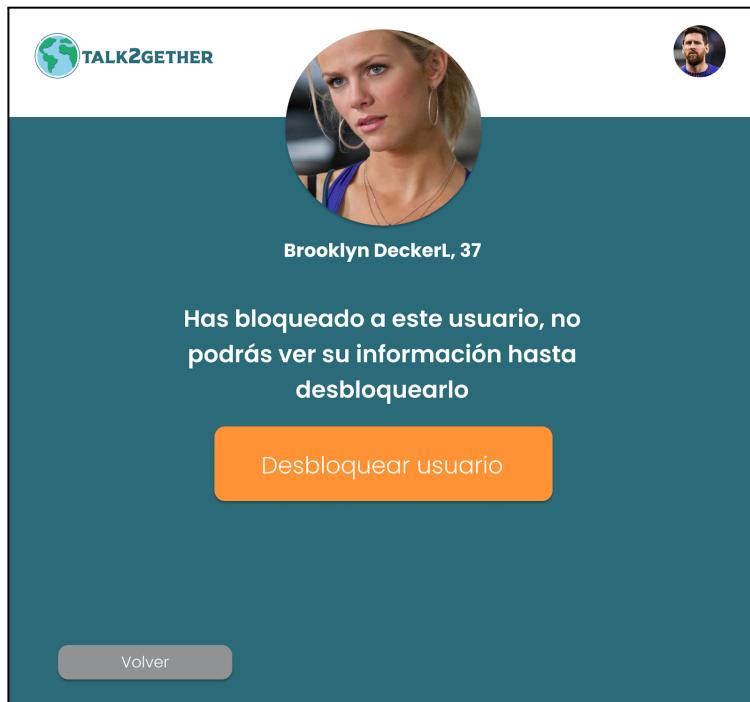 TALK2GETHER
Brooklyn DeckerL, 37
Has bloqueado a este usuario, no
podrás ver su información hasta
desbloquearlo
Desbloquear usuario
Volver